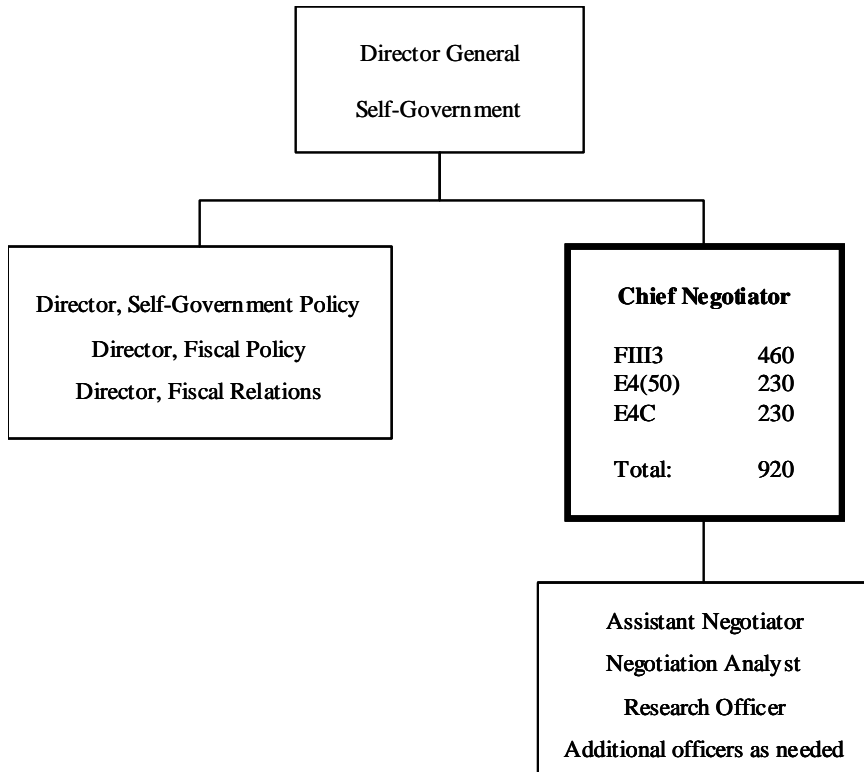 Director General
Self-Government
Director, Self-Government Policy
Director, Fiscal Policy
Director, Fiscal Relations
Chief Negotiator
FIII3 460
E4(50) 230
E4C 230
Total: 920
Assistant Negotiator
Negotiation Analyst
Research Officer
Additional officers as needed